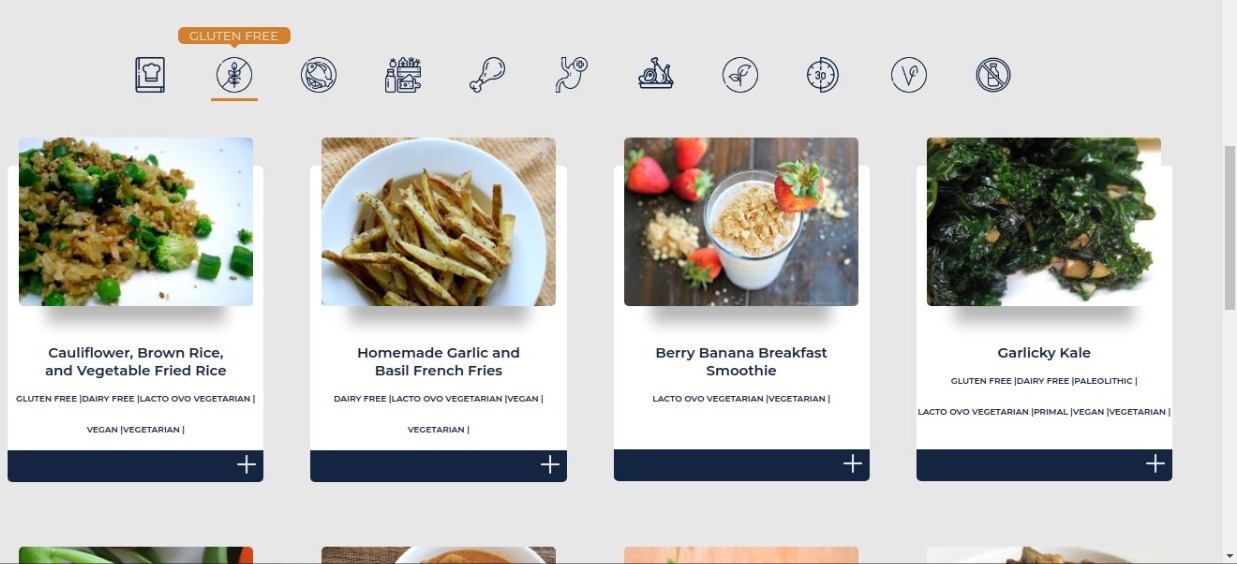 GLUTEN FREE
30
Cauliflower, Brown Rice,
and Vegetable Fried Rice
GLUTEN FREE |DAIRY FREE |LACTO OVO VEGETARIAN |
VEGAN |VEGETARIAN |
Homemade Garlic and
Basil French Fries
DAIRY FREE |LACTO OVO VEGETARIAN |VEGAN |
VEGETARIAN |
Berry Banana Breakfast
Smoothie
LACTO OVO VEGETARIAN |VEGETARIAN |
Garlicky Kale
GLUTEN FREE |DAIRY FREE |PALEOLITHIC |
LACTO OVO VEGETARIAN |PRIMAL |VEGAN |VEGETARIAN |